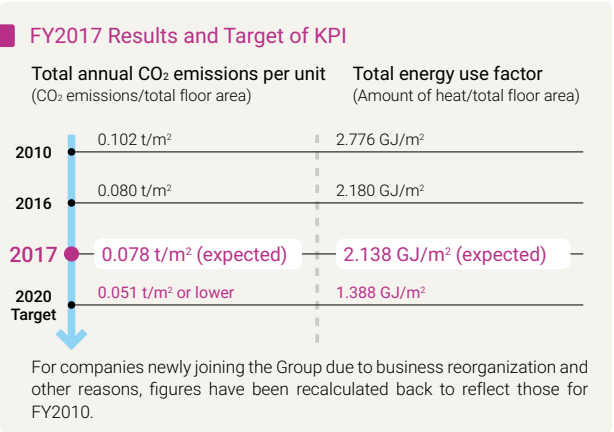 FY2017 Results and Target of KPI
Total annual CO₂ emissions per unit
(CO₂ emissions/total floor area)
Total energy use factor
(Amount of heat/total floor area)
2010 0.102 t/m² 2.776 GJ/m²
2016 0.080 t/m² 2.180 GJ/m²
2017 0.078 t/m² (expected) 2.138 GJ/m² (expected)
2020
Target
0.051 t/m² or lower 1.388 GJ/m²
For companies newly joining the Group due to business reorganization and
other reasons, figures have been recalculated back to reflect those for
FY2010.